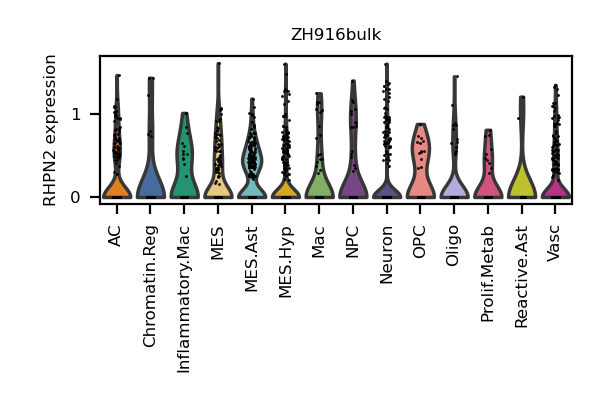 ZH916bulk
RHPN2 expression
1
0
AC
Chromatin.Reg
Inflammatory.Mac
MES
MES.Ast
MES.Hyp
Mac
NPC
Neuron
OPC
Oligo
Prolif.Metab
Reactive.Ast
Vasc